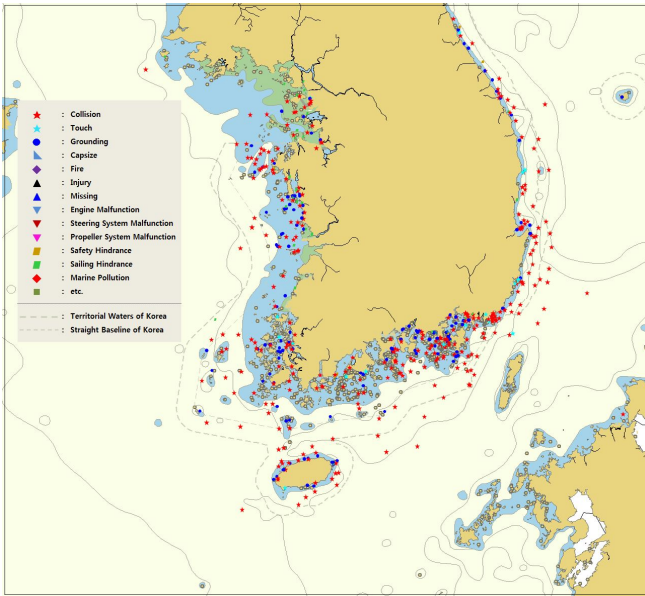 : Collision
: Touch
: Grounding
: Capsize
: Fire
: Injury
: Missing
: Engine Malfunction
: Steering System Malfunction
: Propeller System Malfunction
: Safety Hindrance
: Sailing Hindrance
: Marine Pollution
: etc.
: Territorial Waters of Korea
: Straight Baseline of Korea